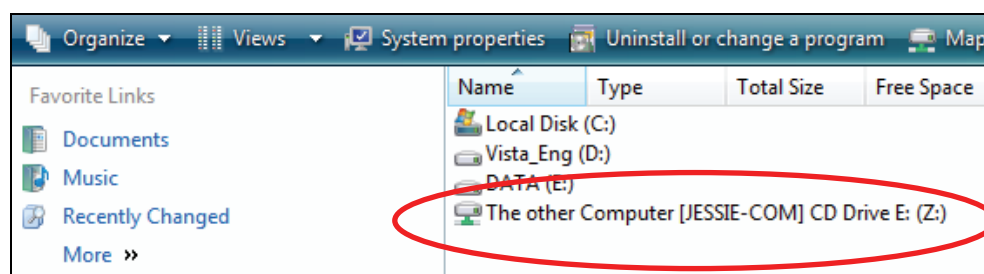 Organize Views System properties Uninstall or change a program Map
Favorite Links
Documents
Music
Recently Changed
More »
Name Type Total Size Free Space
Local Disk (C:)
Vista_Eng (D:)
DATA (E:)
The other Computer [JESSIE-COM] CD Drive E: (Z:)